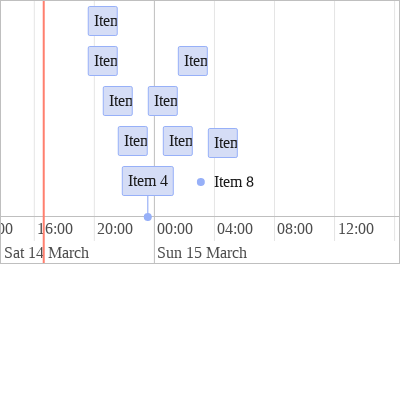 Iten
Iten Iten
Iten Iten
Iten Iten Iten
Item 4 Item 8
00 16:00 20:00 00:00 04:00 08:00 12:00
Sat 14 March Sun 15 March